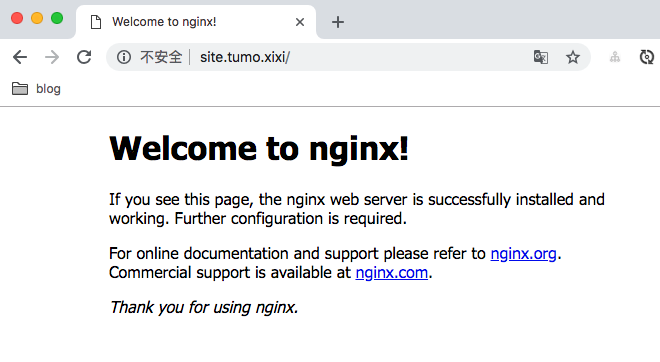 Welcome to nginx!
不安全 site.tumo.xixi/
blog
Welcome to nginx!
If you see this page, the nginx web server is successfully installed and
working. Further configuration is required.
For online documentation and support please refer to nginx.org.
Commercial support is available at nginx.com.
Thank you for using nginx.